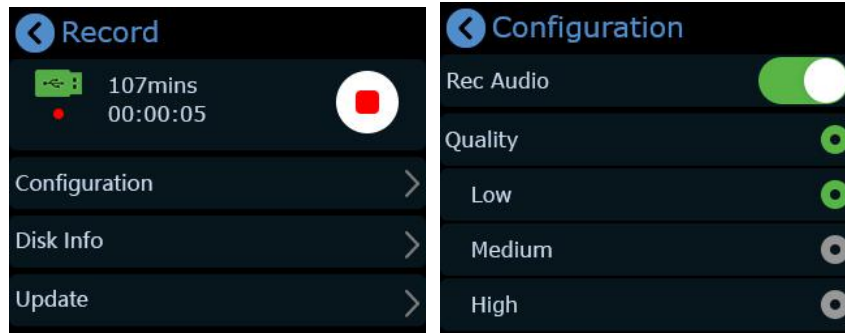 Record
107mins
00:00:05
Configuration
Disk Info
Update
Configuration
Rec Audio
Quality
Low
Medium
High